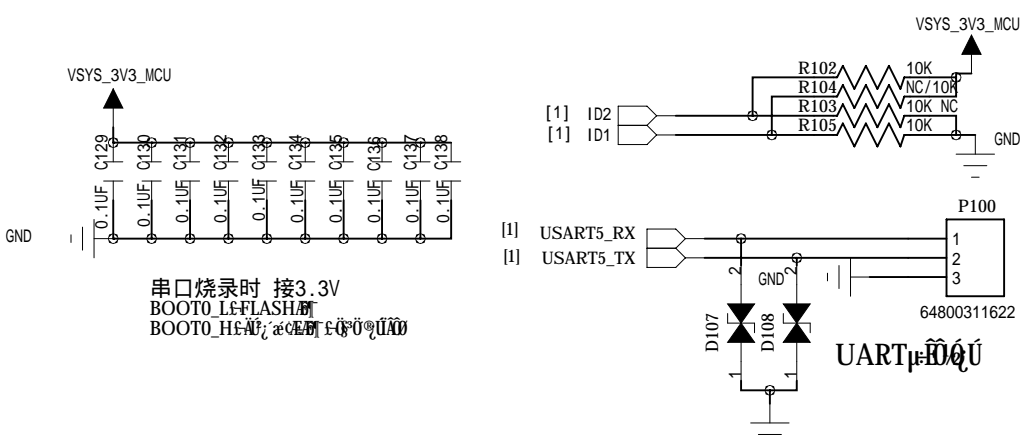 VSYS_3V3_MCU
C129 C130 C131 C132 C133 C134 C135 C136 C137 C138
0.1UF 0.1UF 0.1UF 0.1UF 0.1UF 0.1UF 0.1UF 0.1UF 0.1UF 0.1UF
GND
串口烧录时 接3.3V
BOOT0_L FLASH
BOOT0_H
VSYS_3V3_MCU
R102 10K
R104 NC/10K
[1] ID2 R103 10K NC
[1] ID1 R105 10K
GND
P100
[1] USART5_RX 1
[1] USART5_TX 2
GND 3
2 2
64800311622
D107 D108
1 1
UART